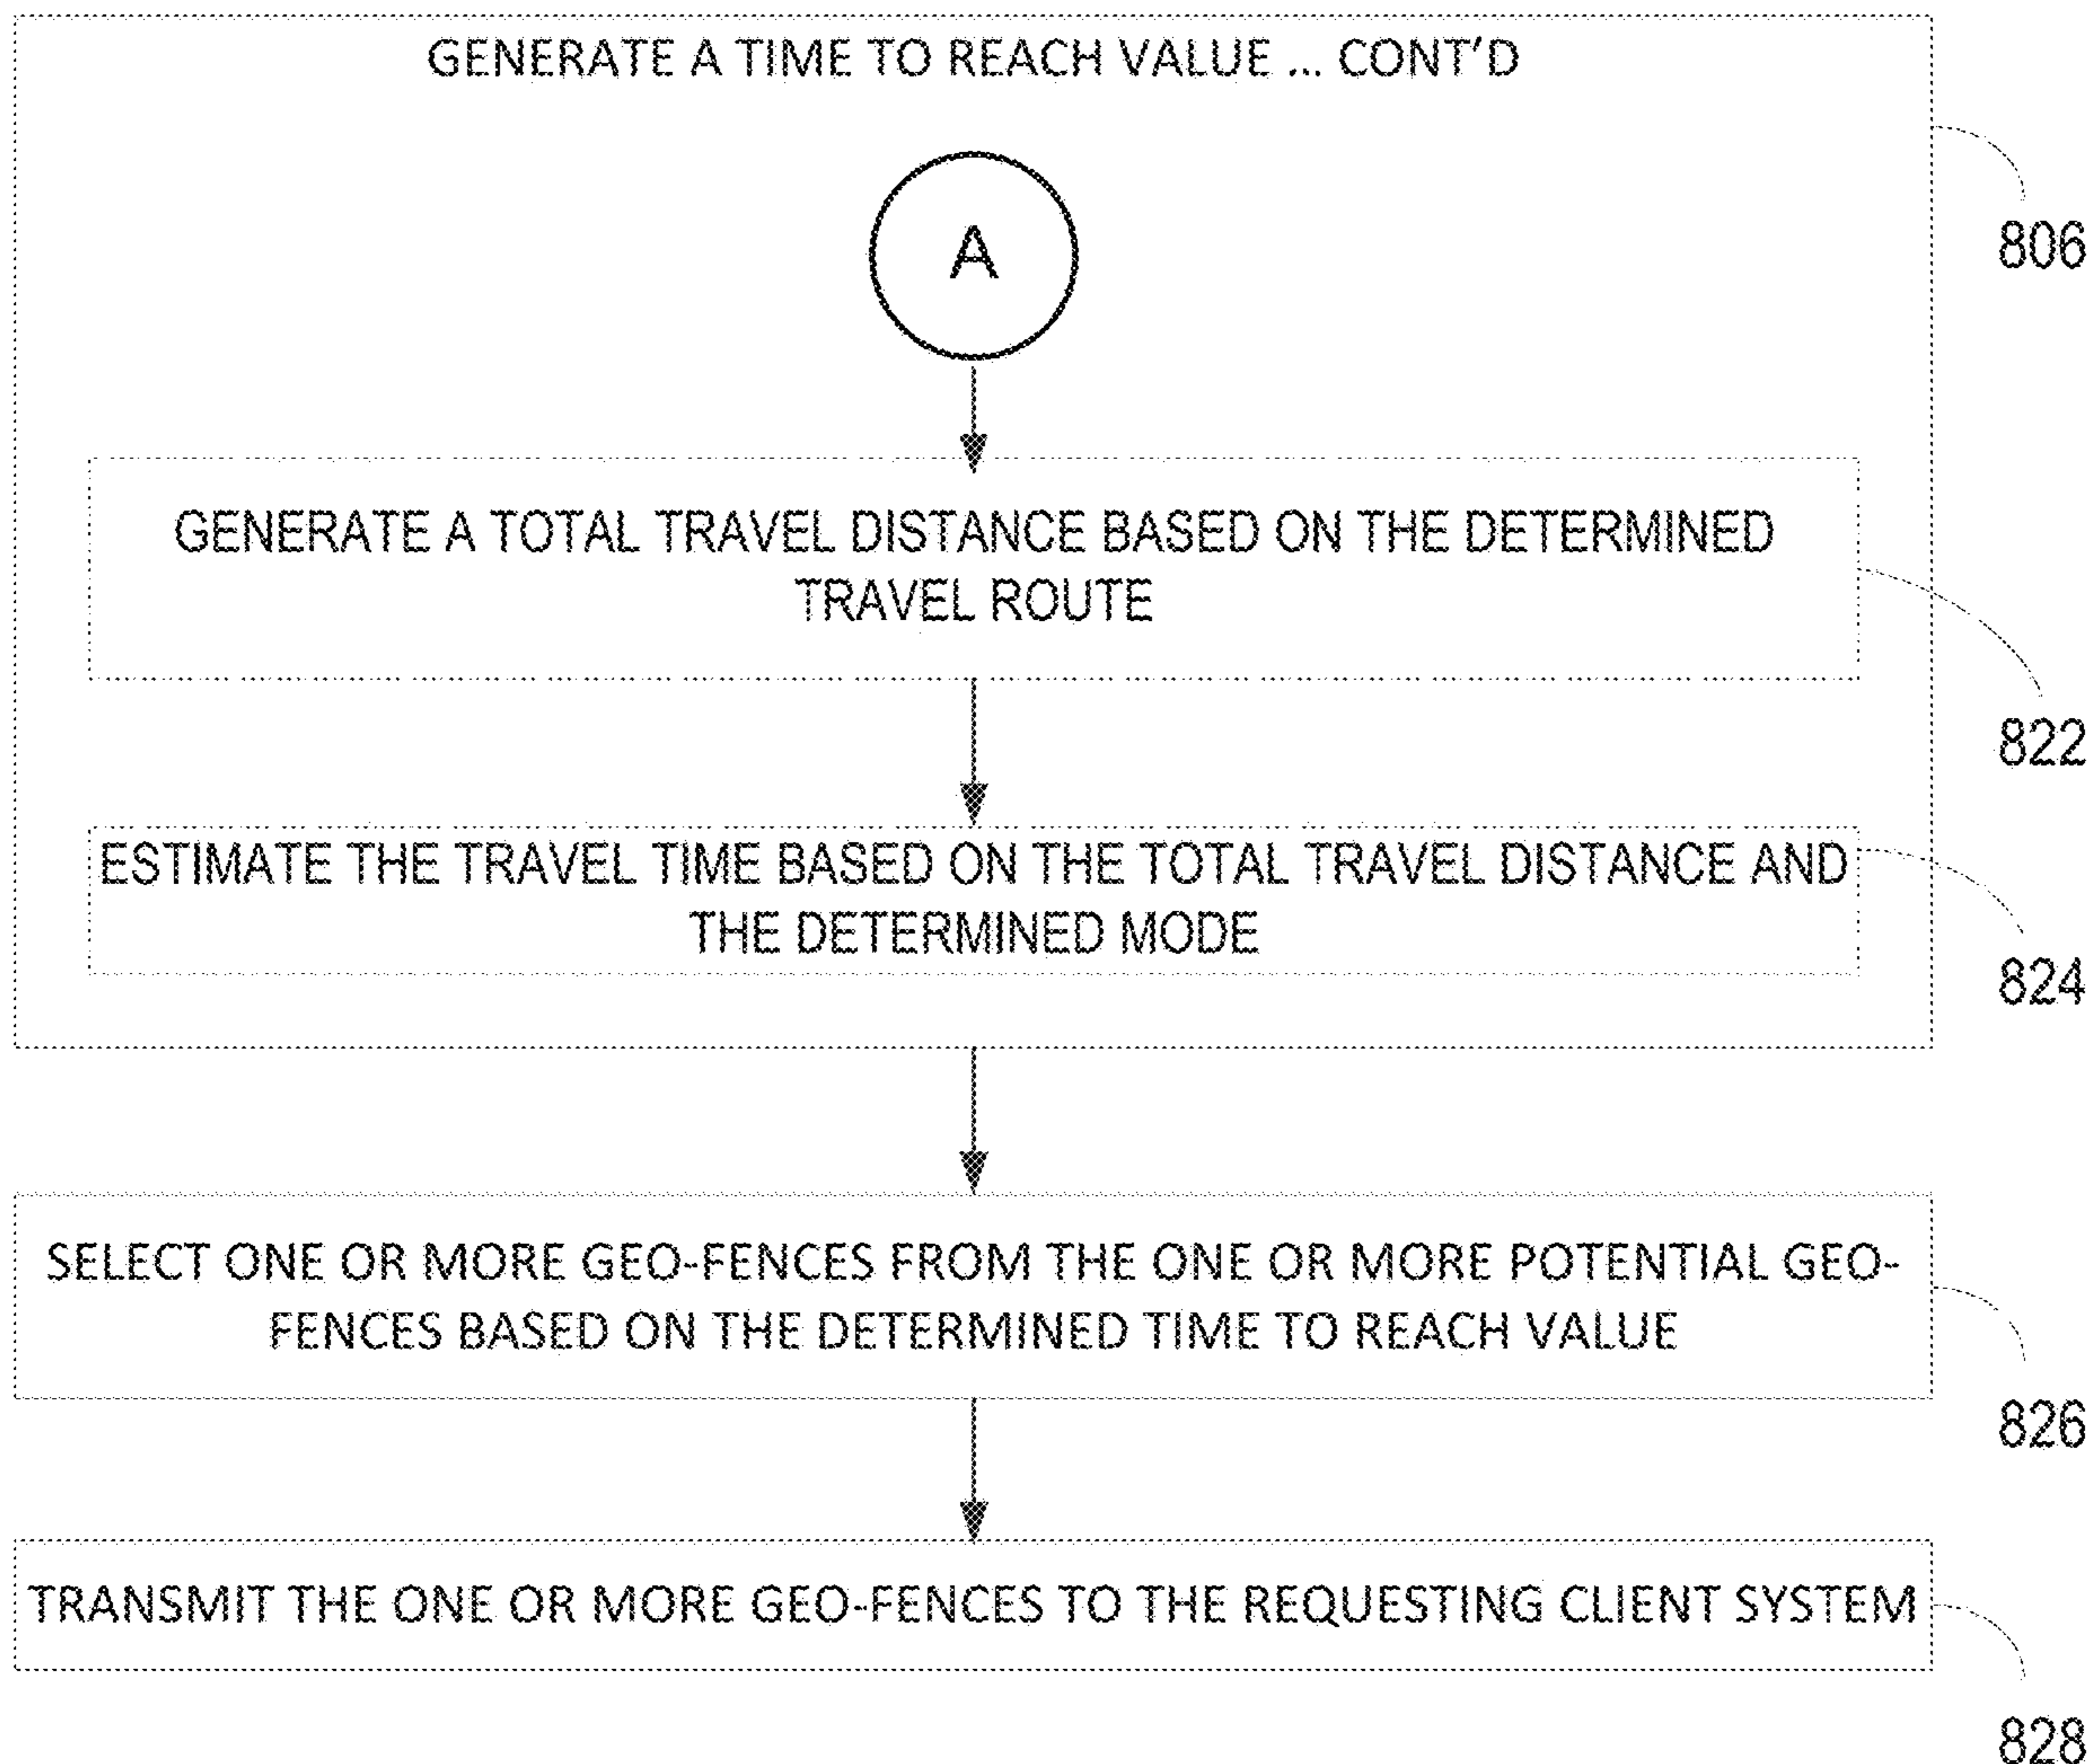 GENERATE A TIME TO REACH VALUE ... CONT'D
A
806
GENERATE A TOTAL TRAVEL DISTANCE BASED ON THE DETERMINED
TRAVEL ROUTE
822
ESTIMATE THE TRAVEL TIME BASED ON THE TOTAL TRAVEL DISTANCE AND
THE DETERMINED MODE
824
SELECT ONE OR MORE GEO-FENCES FROM THE ONE OR MORE POTENTIAL GEO-
FENCES BASED ON THE DETERMINED TIME TO REACH VALUE
826
TRANSMIT THE ONE OR MORE GEO-FENCES TO THE REQUESTING CLIENT SYSTEM
828